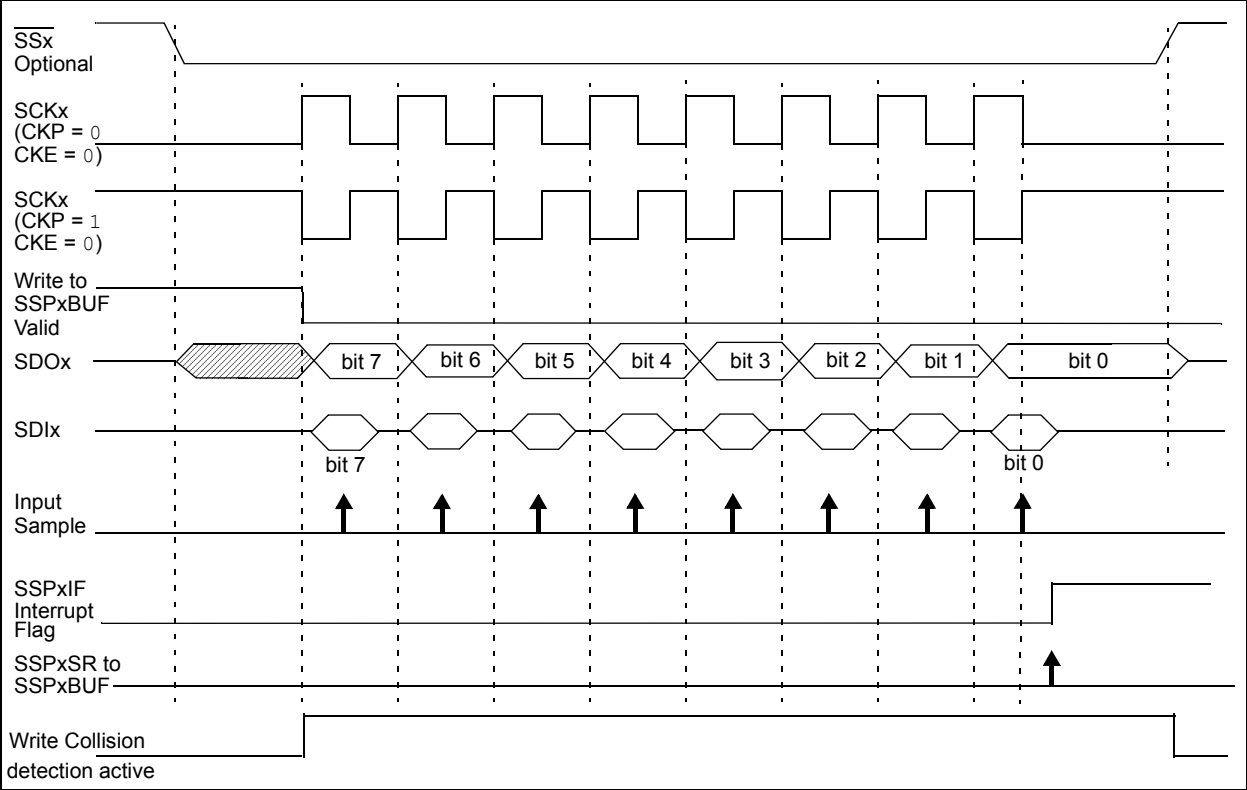 SSx
Optional
SCKx
(CKP = 0
CKE = 0)
SCKx
(CKP = 1
CKE = 0)
Write to
SSPxBUF
Valid
SDOx
bit 7
bit 6
bit 5
bit 4
bit 3
bit 2
bit 1
bit 0
SDIx
bit 7
bit 0
Input
Sample
SSPxIF
Interrupt
Flag
SSPxSR to
SSPxBUF
Write Collision
detection active